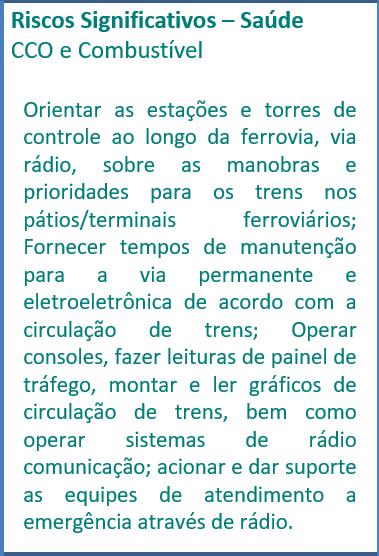 Riscos Significativos – Saúde
CCO e Combustível
Orientar as estações e torres de
controle ao longo da ferrovia, via
rádio, sobre as manobras e
prioridades para os trens nos
pátios/terminais ferroviários;
Fornecer tempos de manutenção
para a via permanente e
eletroeletrônica de acordo com a
circulação de trens; Operar
consoles, fazer leituras de painel de
tráfego, montar e ler gráficos de
circulação de trens, bem como
operar sistemas de rádio
comunicação; acionar e dar suporte
as equipes de atendimento a
emergência através de rádio.